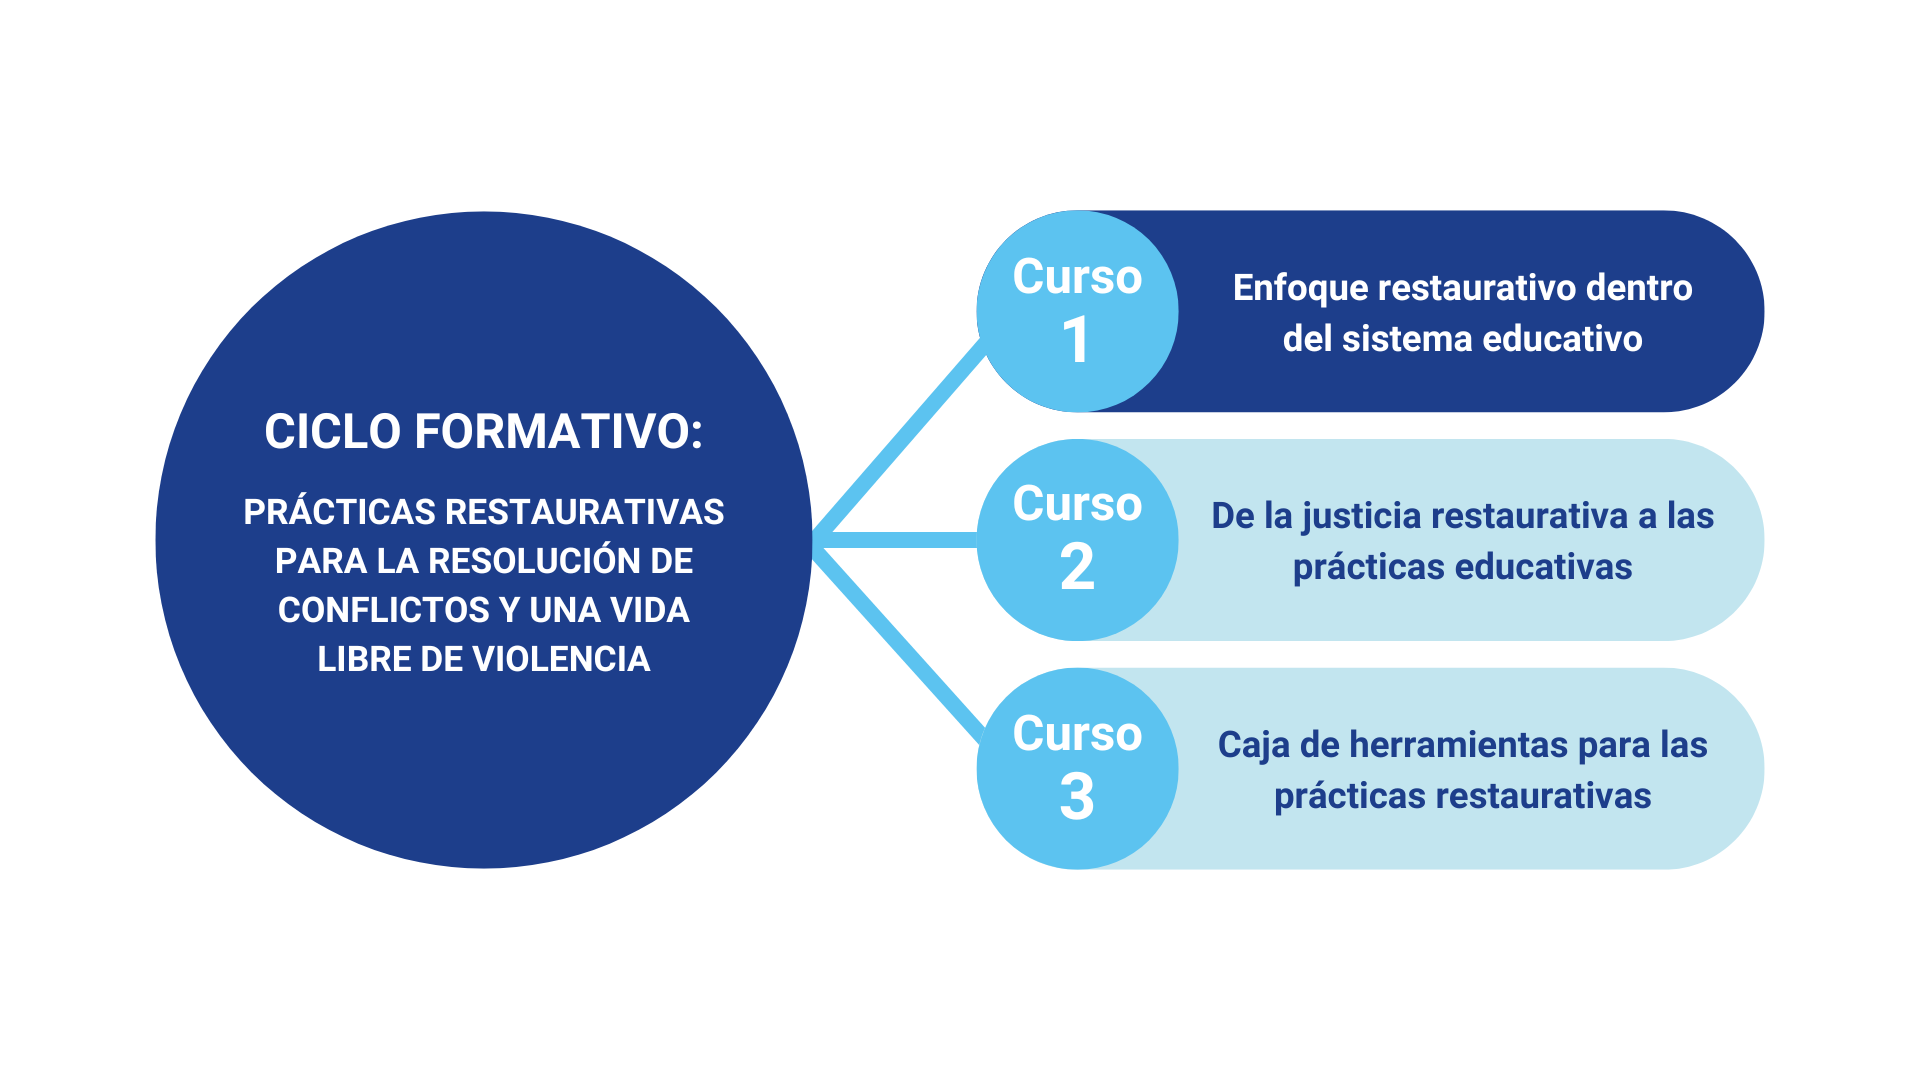 CICLO FORMATIVO:
PRÁCTICAS RESTAURATIVAS
PARA LA RESOLUCIÓN DE
CONFLICTOS Y UNA VIDA
LIBRE DE VIOLENCIA
Curso
1
Enfoque restaurativo dentro
del sistema educativo
Curso
2
De la justicia restaurativa a las
prácticas educativas
Curso
3
Caja de herramientas para las
prácticas restaurativas